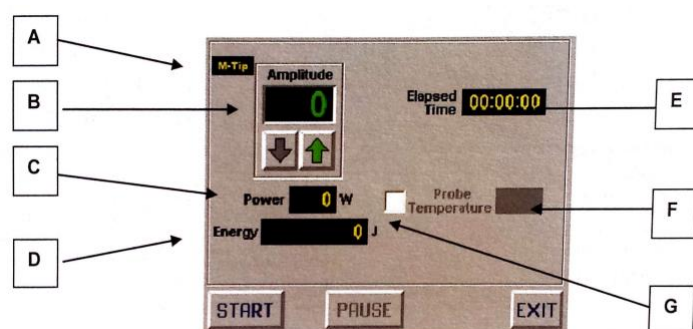 A
M-Tip
Amplitude
B
0
Elapsed
Time
00:00:00
E
C
Power 0 W
Probe
Temperature
F
Energy 0 J
D
G
START
PAUSE
EXIT